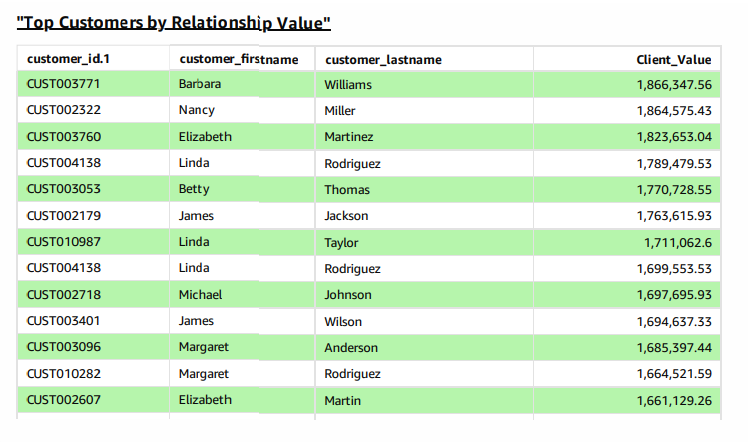 "Top Customers by Relationship Value"
customer_id.1 customer_firstname customer_lastname Client_Value
CUST003771 Barbara Williams 1,866,347.56
CUST002322 Nancy Miller 1,864,575.43
CUST003760 Elizabeth Martinez 1,823,653.04
CUST004138 Linda Rodriguez 1,789,479.53
CUST003053 Betty Thomas 1,770,728.55
CUST002179 James Jackson 1,763,615.93
CUST010987 Linda Taylor 1,711,062.6
CUST004138 Linda Rodriguez 1,699,553.53
CUST002718 Michael Johnson 1,697,695.93
CUST003401 James Wilson 1,694,637.33
CUST003096 Margaret Anderson 1,685,397.44
CUST010282 Margaret Rodriguez 1,664,521.59
CUST002607 Elizabeth Martin 1,661,129.26